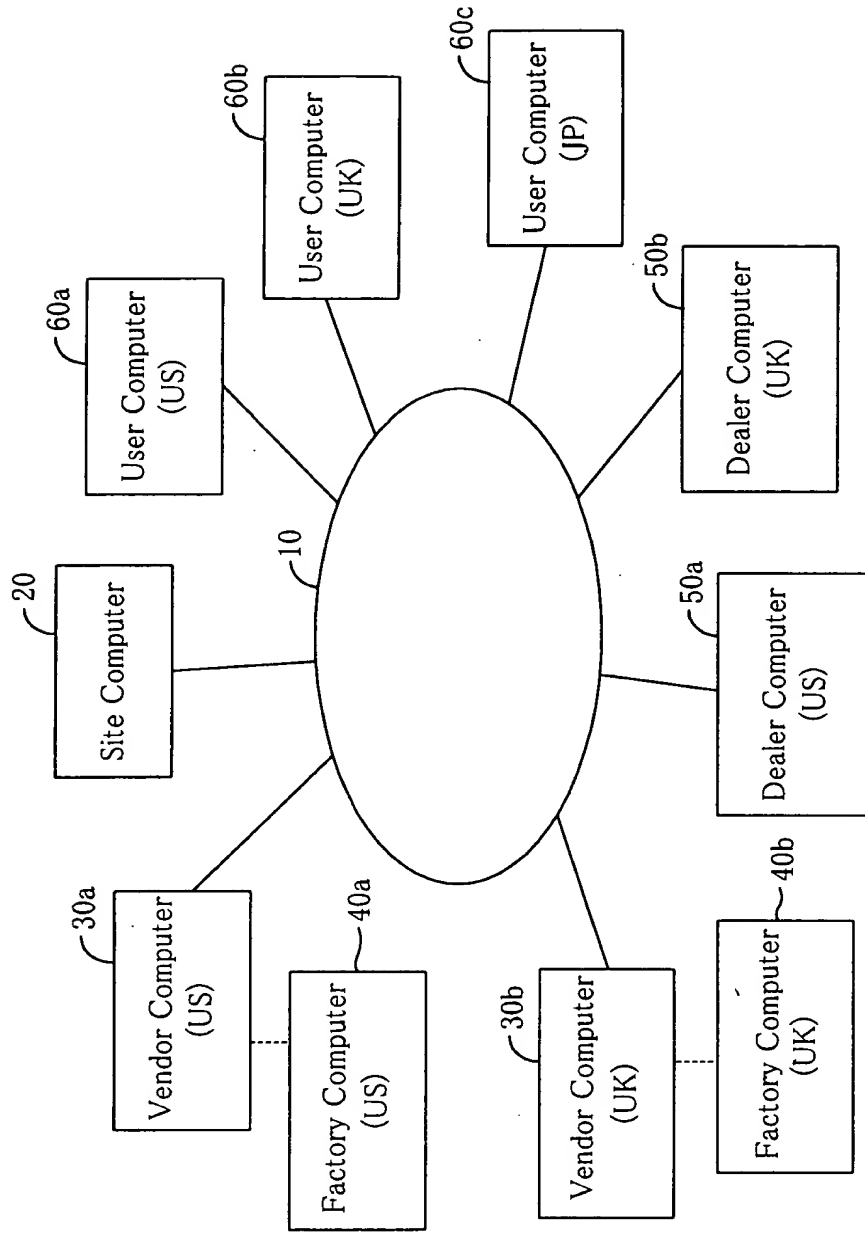 20
Site Computer
60a
User Computer
(US)
60b
User Computer
(UK)
60c
User Computer
(JP)
10
30a
Vendor Computer
(US)
40a
Factory Computer
(US)
30b
Vendor Computer
(UK)
40b
Factory Computer
(UK)
50a
Dealer Computer
(US)
50b
Dealer Computer
(UK)